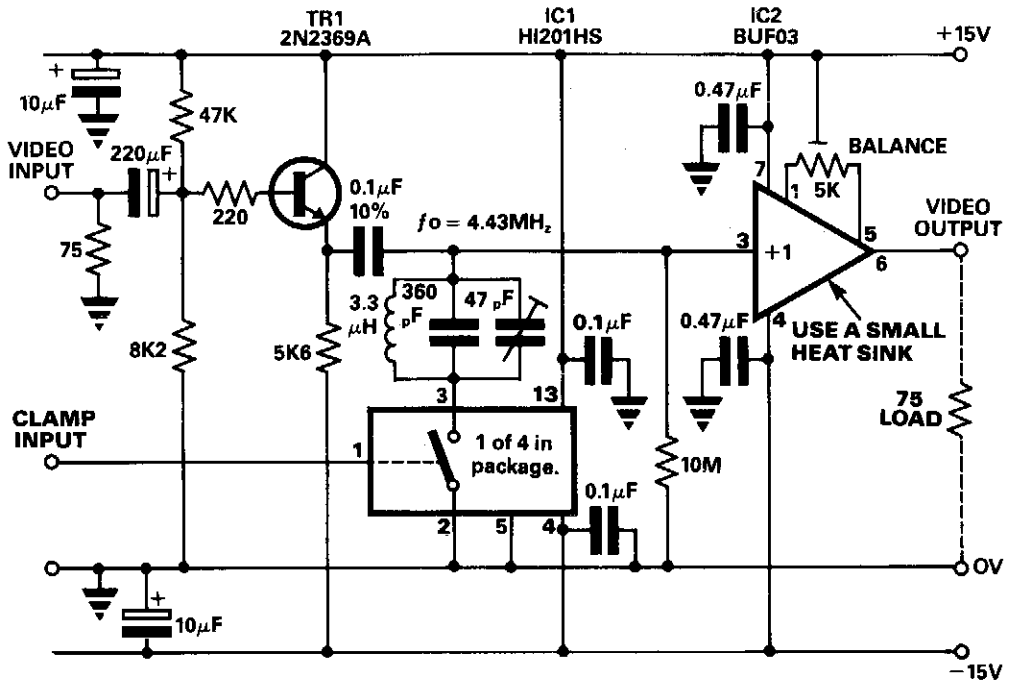 TR1
2N2369A
IC1
HI201HS
IC2
BUF03
+15V
+
10µF
47K
0.47µF
VIDEO
INPUT
220µF
+
BALANCE
7
1
5K
0.1µF
10%
220
fo = 4.43MHz
VIDEO
OUTPUT
75
3
+1
5
6
3.3
µH
360
pF
47 pF
4
0.1µF
0.47µF
USE A SMALL
HEAT SINK
8K2
5K6
3
13
75
LOAD
CLAMP
INPUT
1
1 of 4 in
package.
10M
0.1µF
2
5
4
0V
+
10µF
−15V